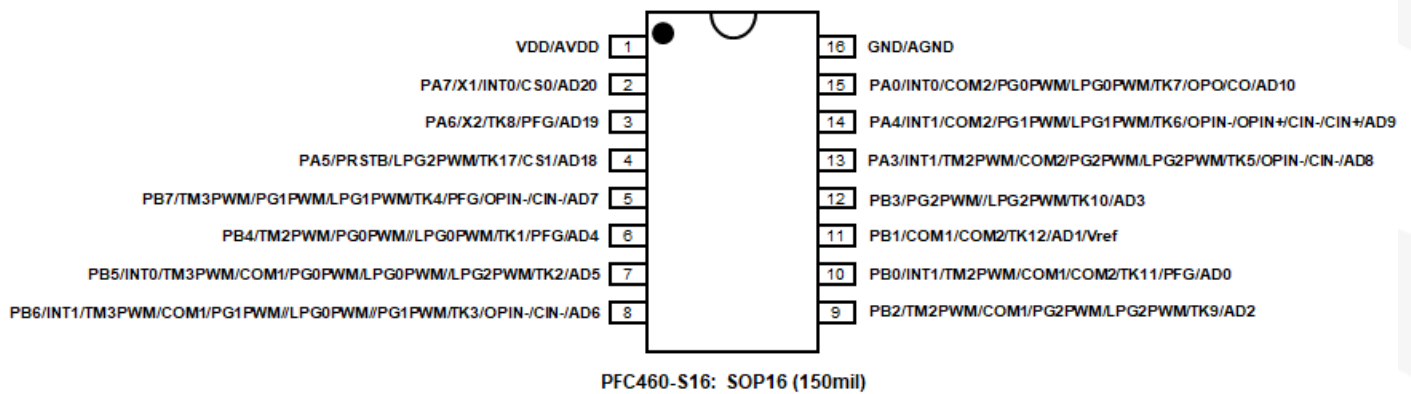 VDD/AVDD 1 16 GND/AGND
PA7/X1/INT0/CS0/AD20 2 15 PA0/INT0/COM2/PG0PWM/LPG0PWM/TK7/OPO/CO/AD10
PA6/X2/TK8/PFG/AD19 3 14 PA4/INT1/COM2/PG1PWM/LPG1PWM/TK6/OPIN-/OPIN+/CIN-/CIN+/AD9
PA5/PRSTB/LPG2PWM/TK17/CS1/AD18 4 13 PA3/INT1/TM2PWM/COM2/PG2PWM/LPG2PWM/TK5/OPIN-/CIN-/AD8
PB7/TM3PWM/PG1PWM/LPG1PWM/TK4/PFG/OPIN-/CIN-/AD7 5 12 PB3/PG2PWM//LPG2PWM/TK10/AD3
PB4/TM2PWM/PG0PWM//LPG0PWM/TK1/PFG/AD4 6 11 PB1/COM1/COM2/TK12/AD1/Vref
PB5/INT0/TM3PWM/COM1/PG0PWM/LPG0PWM//LPG2PWM/TK2/AD5 7 10 PB0/INT1/TM2PWM/COM1/COM2/TK11/PFG/AD0
PB6/INT1/TM3PWM/COM1/PG1PWM//LPG0PWM//PG1PWM/TK3/OPIN-/CIN-/AD6 8 9 PB2/TM2PWM/COM1/PG2PWM/LPG2PWM/TK9/AD2
PFC460-S16: SOP16 (150mil)